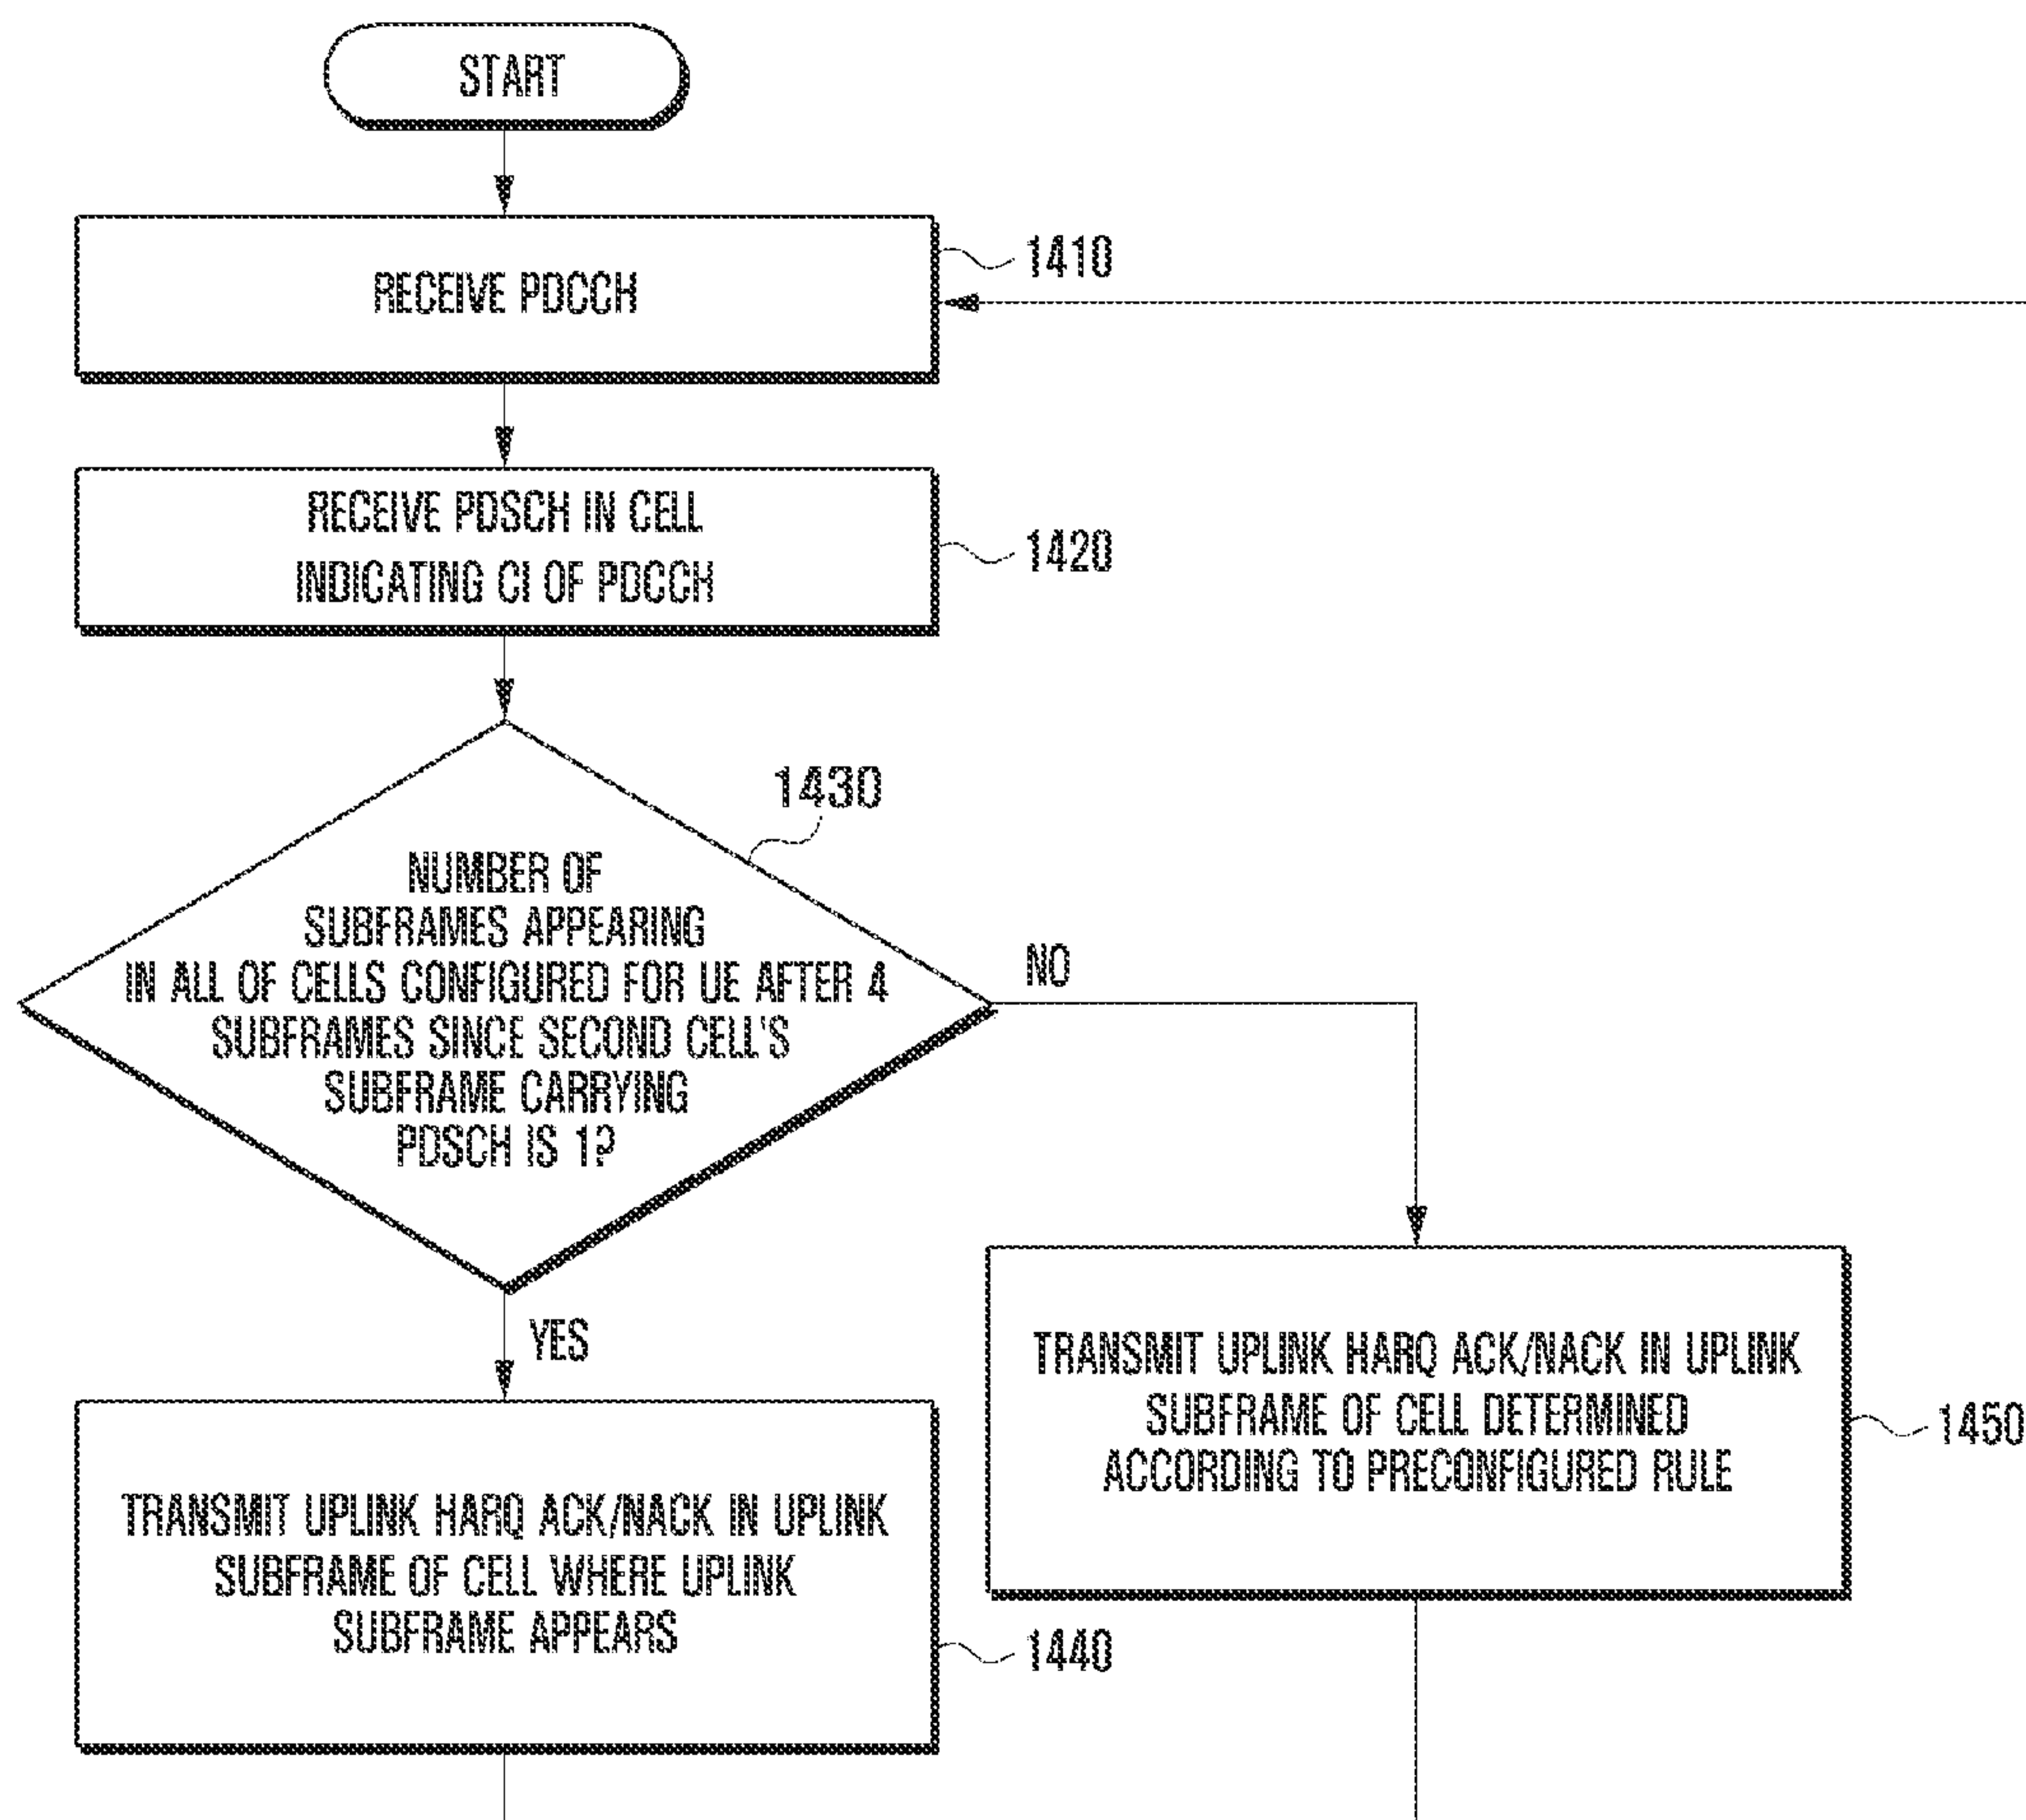 START
RECEIVE PDCCH
1410
RECEIVE PDSCH IN CELL
INDICATING CI OF PDCCH
1420
1430
NUMBER OF
SUBFRAMES APPEARING
IN ALL OF CELLS CONFIGURED FOR UE AFTER 4
SUBFRAMES SINCE SECOND CELL'S
SUBFRAME CARRYING
PDSCH IS 1?
NO
YES
TRANSMIT UPLINK HARQ ACK/NACK IN UPLINK
SUBFRAME OF CELL DETERMINED
ACCORDING TO PRECONFIGURED RULE
1450
TRANSMIT UPLINK HARQ ACK/NACK IN UPLINK
SUBFRAME OF CELL WHERE UPLINK
SUBFRAME APPEARS
1440